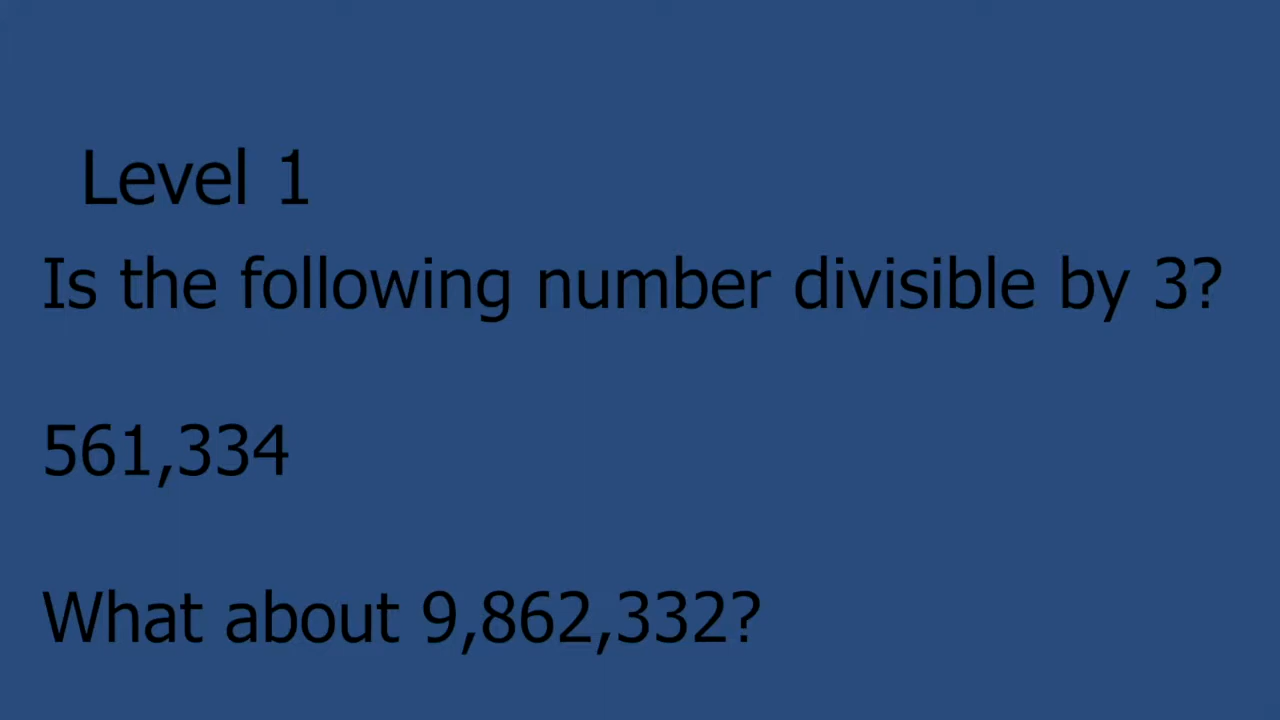 Level 1
Is the following number divisible by 3?
561,334
What about 9,862,332?